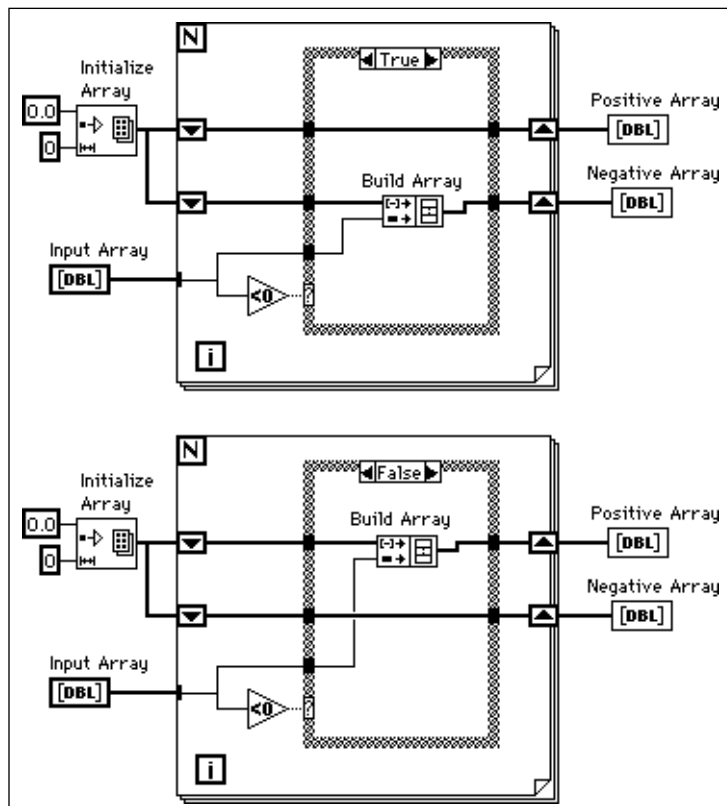 N
True
Initialize
Array
0.0
0
Positive Array
[DBL]
Negative Array
[DBL]
Build Array
Input Array
[DBL]
<0
?
i
N
False
Initialize
Array
0.0
0
Build Array
Positive Array
[DBL]
Negative Array
[DBL]
Input Array
[DBL]
<0
?
i